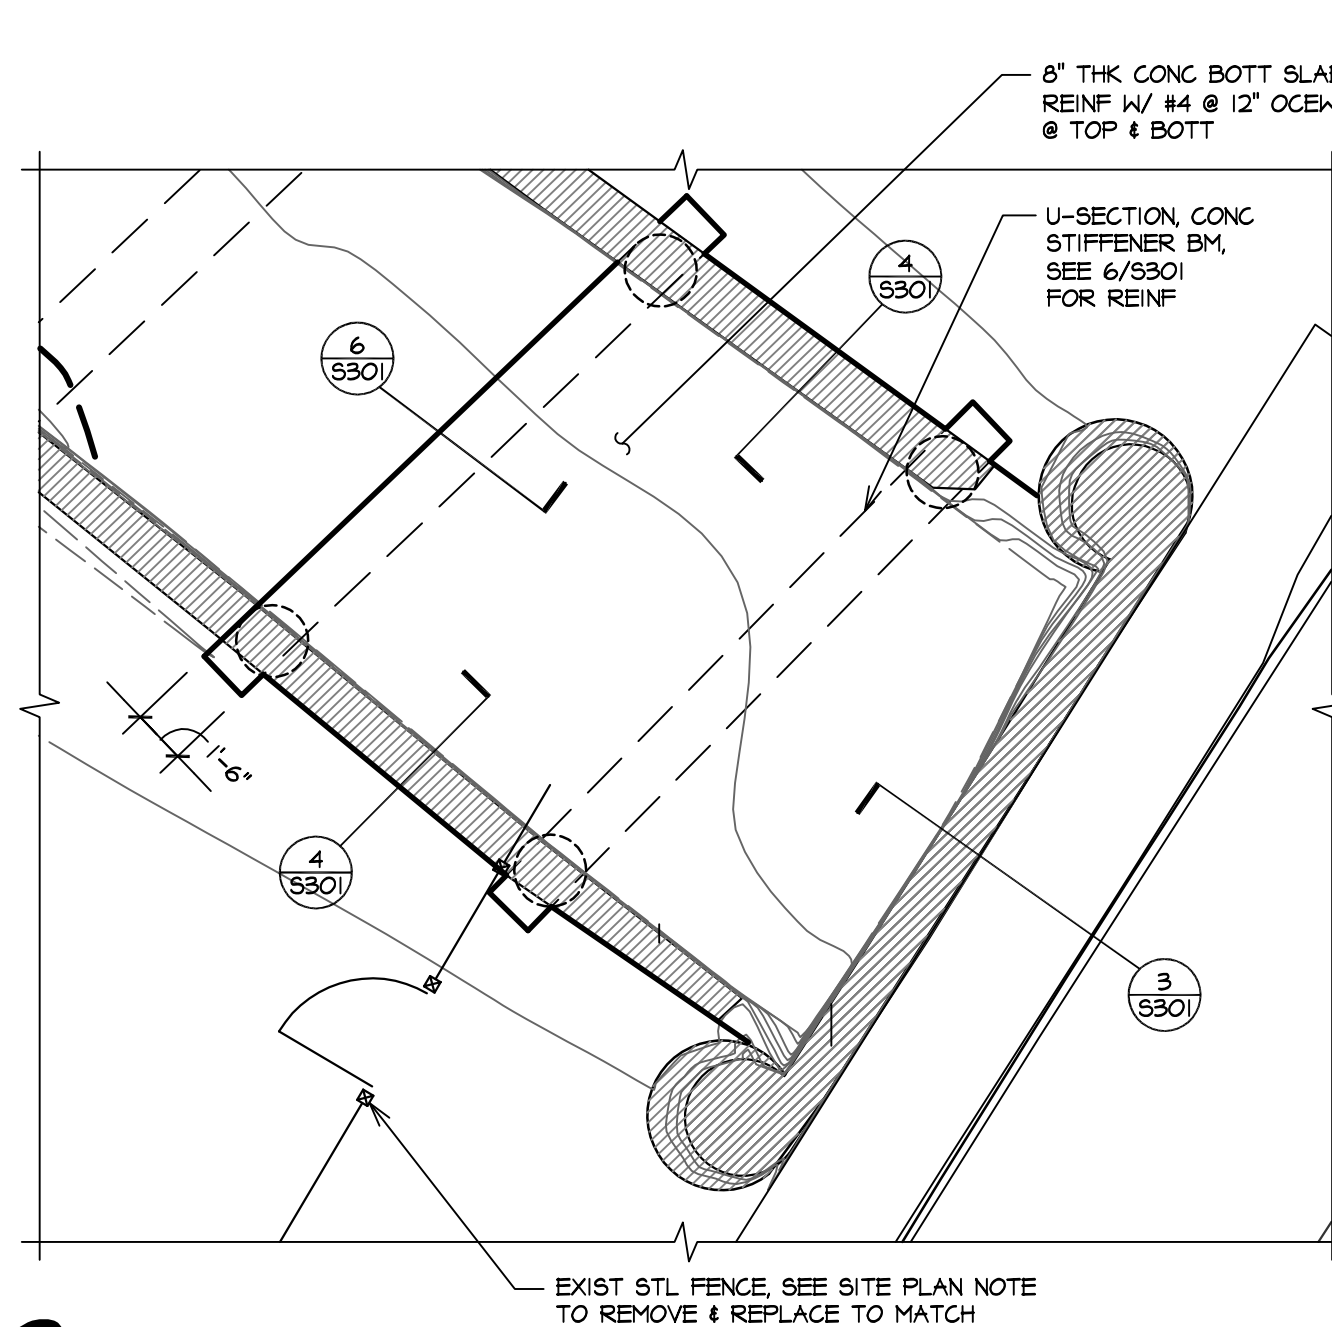 8" THK CONC BOTT SLAB
REINF W/ #4 @ 12" OCEW
@ TOP & BOTT
U-SECTION, CONC
STIFFENER BM,
SEE 6/S301
FOR REINF
4
S301
6
S301
1'-6"
4
S301
3
S301
EXIST STL FENCE, SEE SITE PLAN NOTE
TO REMOVE & REPLACE TO MATCH